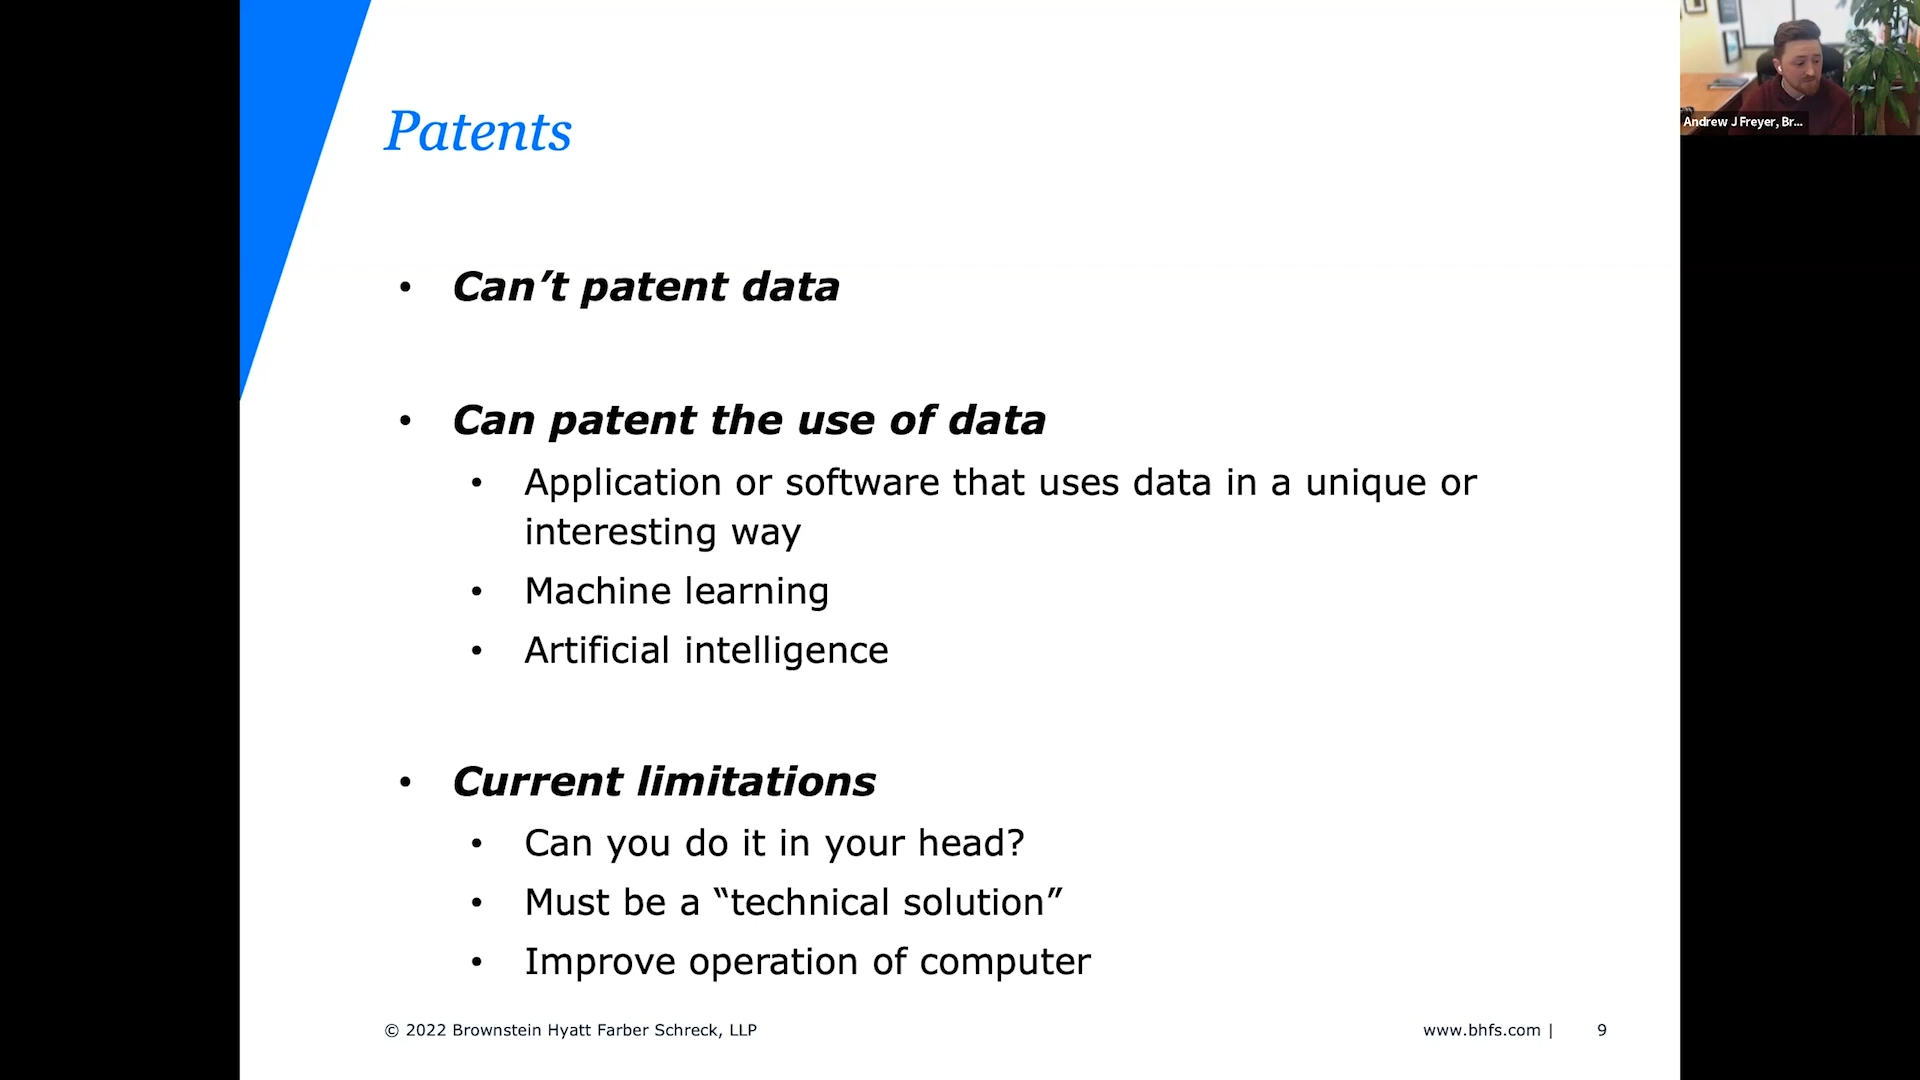 Andrew J Freyer, Br...
Patents
• Can’t patent data
• Can patent the use of data
• Application or software that uses data in a unique or
interesting way
• Machine learning
• Artificial intelligence
• Current limitations
• Can you do it in your head?
• Must be a “technical solution”
• Improve operation of computer
© 2022 Brownstein Hyatt Farber Schreck, LLP
www.bhfs.com | 9